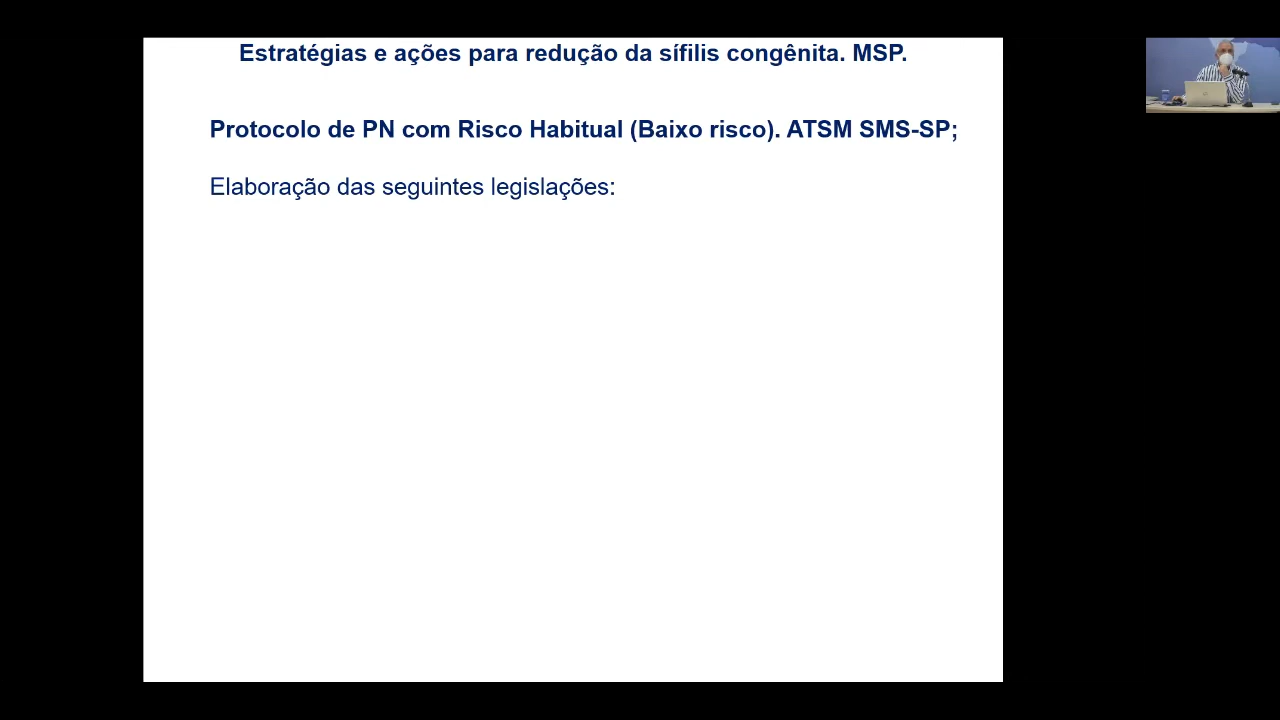 Estratégias e ações para redução da sífilis congênita. MSP.
Protocolo de PN com Risco Habitual (Baixo risco). ATSM SMS-SP;
Elaboração das seguintes legislações: